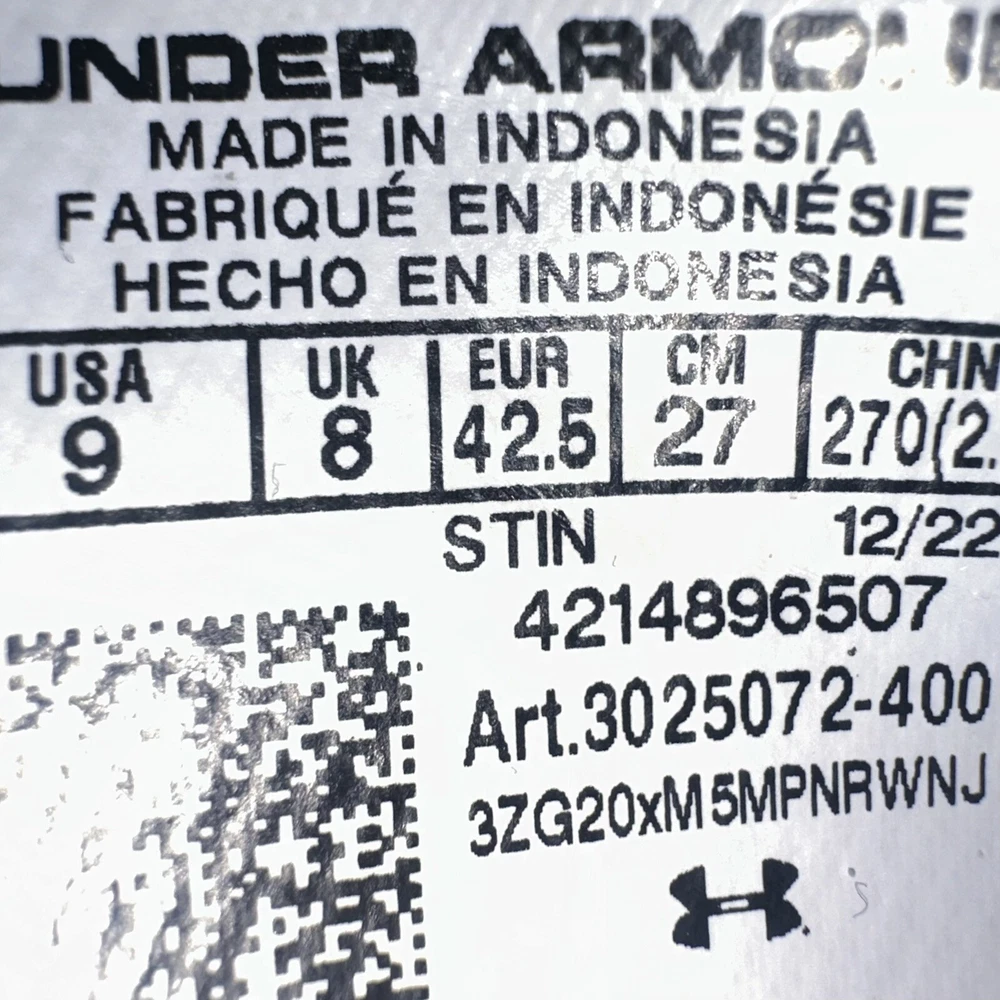 UNDER ARMOUR
MADE IN INDONESIA
FABRIQUÉ EN INDONÉSIE
HECHO EN INDONESIA
USA UK EUR CM CHN
9 8 42.5 27 270(2.
STIN 12/22
4214896507
Art.3025072-400
3ZG20xM5MPNRWNJ